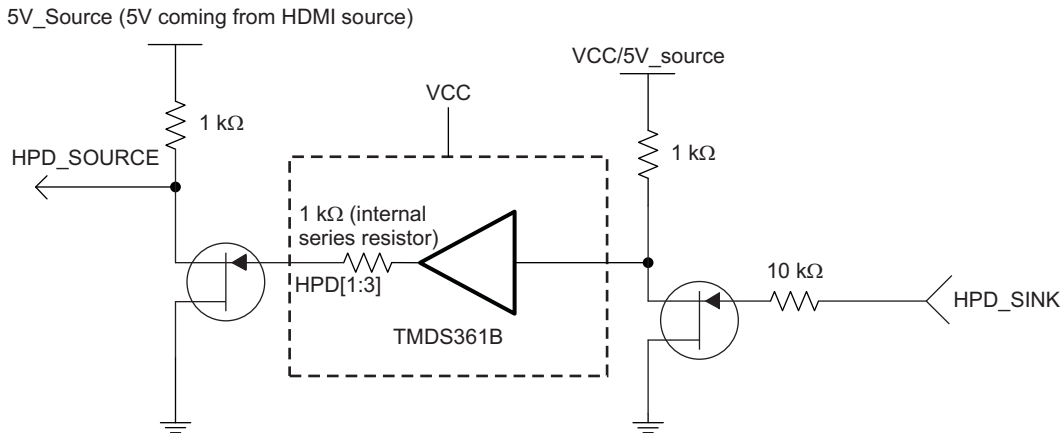 5V_Source (5V coming from HDMI source)
VCC/5V_source
VCC
1 kΩ
1 kΩ
HPD_SOURCE
1 kΩ (internal
series resistor)
HPD[1:3]
10 kΩ
HPD_SINK
TMDS361B